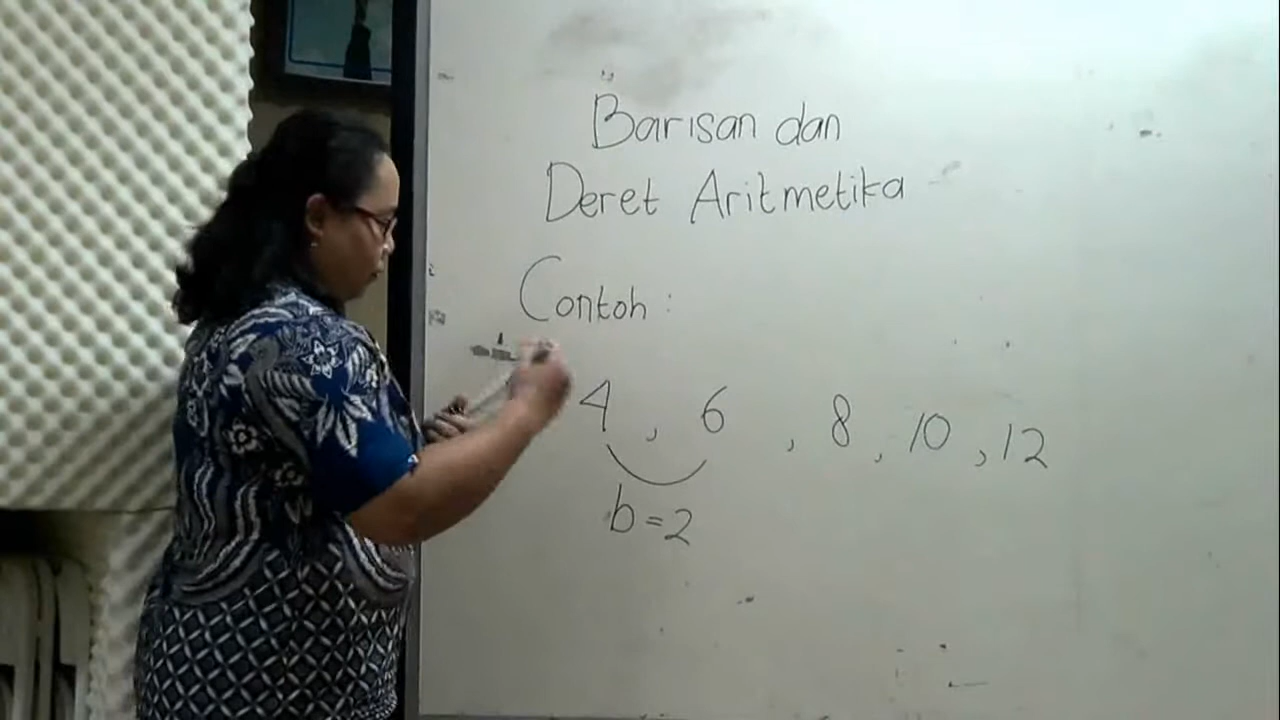 Barisan dan
Deret Aritmetika
Contoh :
4 , 6 , 8 , 10 , 12
b = 2